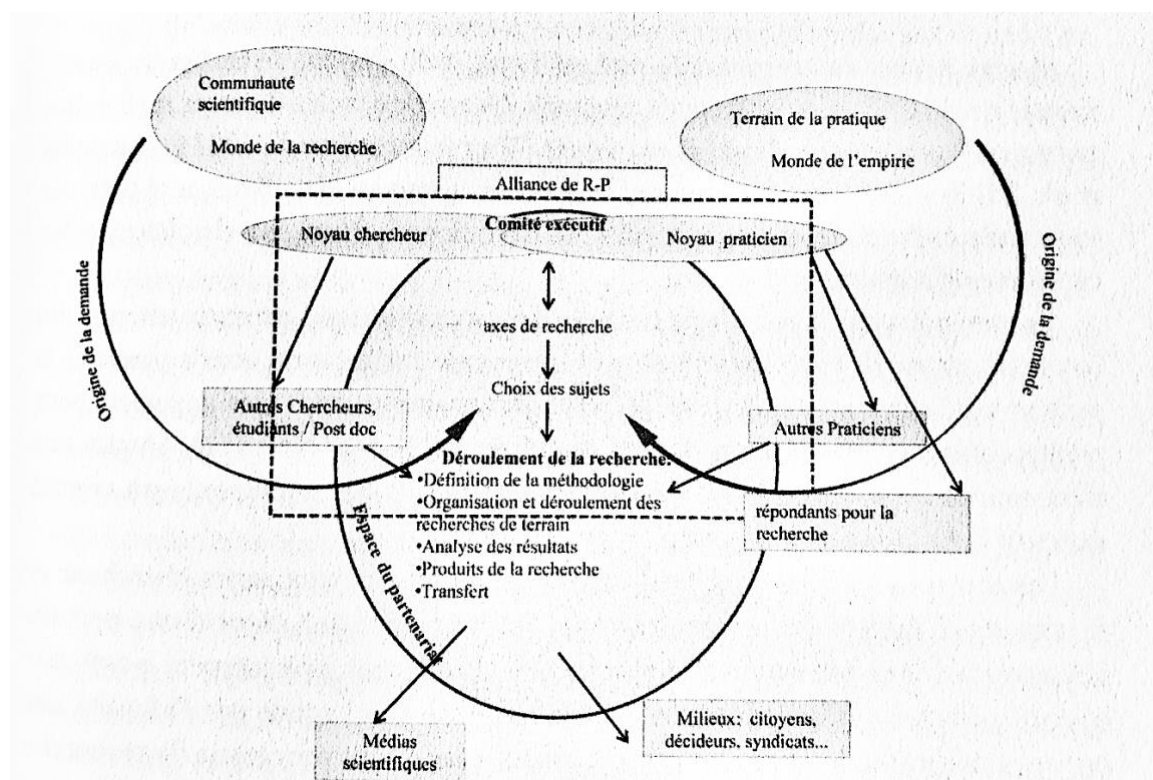 Communauté
scientifique
Monde de la recherche
Terrain de la pratique
Monde de l'empirie
Alliance de R-P
Comité exécutif
Noyau chercheur
Noyau praticien
Origine de la demande
Origine de la demande
axes de recherche
Choix des sujets
Autres Chercheurs,
étudiants / Post doc
Autres Praticiens
Déroulement de la recherche:
•Définition de la méthodologie
•Organisation et déroulement des
recherches de terrain
•Analyse des résultats
•Produits de la recherche
•Transfert
répondants pour la
recherche
Espace du partenariat
Médias
scientifiques
Milieux: citoyens,
décideurs, syndicats...